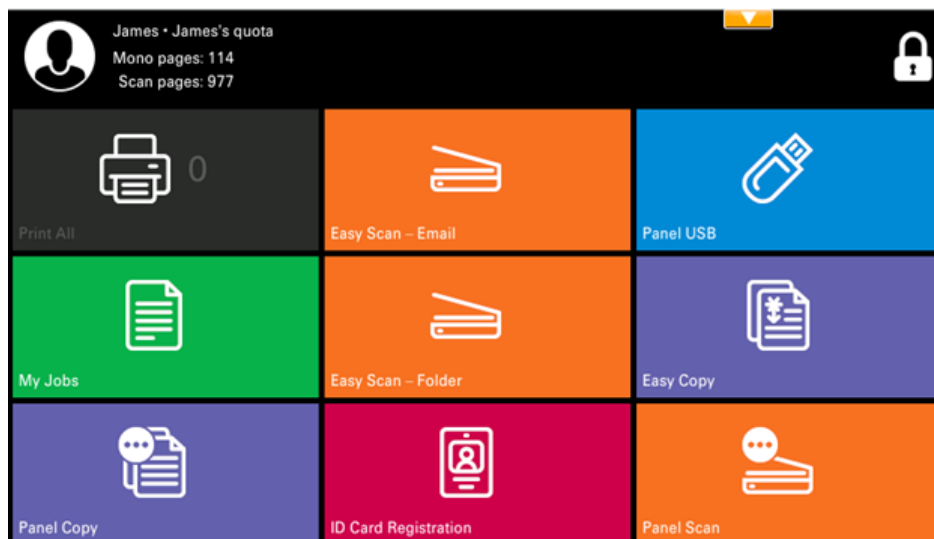 James • James's quota
Mono pages: 114
Scan pages: 977
0
Print All
Easy Scan – Email
Panel USB
My Jobs
Easy Scan – Folder
Easy Copy
Panel Copy
ID Card Registration
Panel Scan